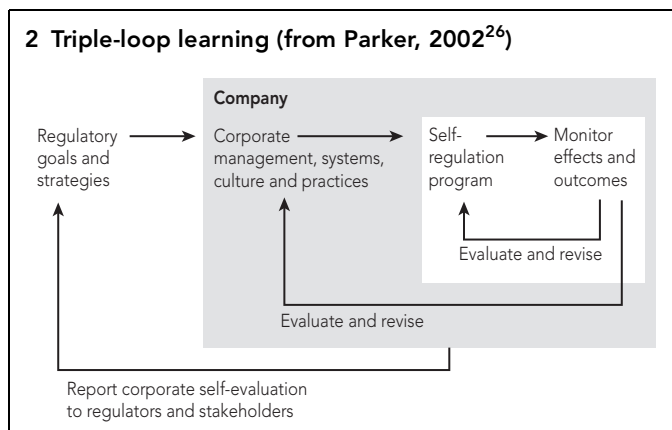 2 Triple-loop learning (from Parker, 2002²⁶)
Company
Regulatory
goals and
strategies
Corporate
management, systems,
culture and practices
Self-
regulation
program
Monitor
effects and
outcomes
Evaluate and revise
Evaluate and revise
Report corporate self-evaluation
to regulators and stakeholders